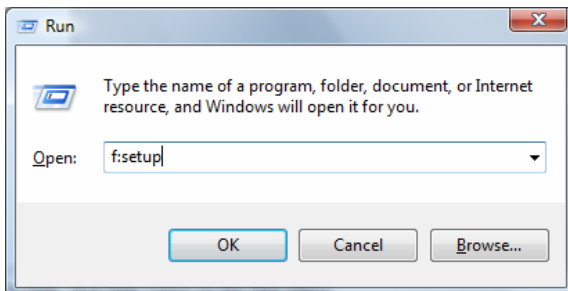 Run
Type the name of a program, folder, document, or Internet
resource, and Windows will open it for you.
Open: f:setup
OK Cancel Browse...